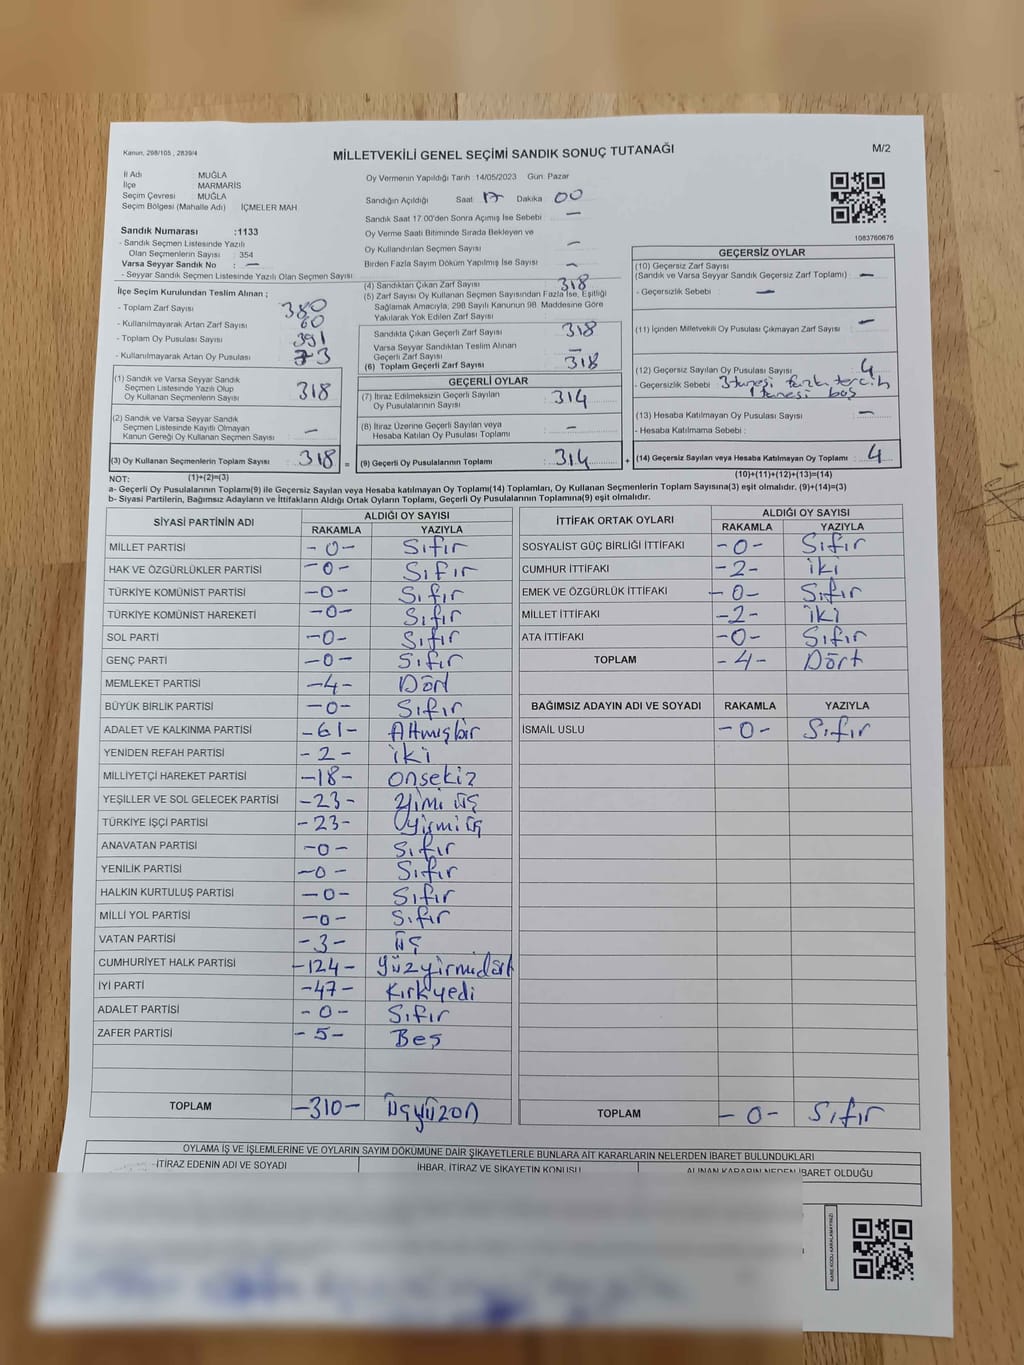 Kanun, 298/105 , 2839/4
MİLLETVEKİLİ GENEL SEÇİMİ SANDIK SONUÇ TUTANAĞI
M/2
İl Adı : MUĞLA
İlçe : MARMARİS
Seçim Çevresi : MUĞLA
Seçim Bölgesi (Mahalle Adı) : İÇMELER MAH.
Sandık Numarası :1133
- Sandık Seçmen Listesinde Yazılı
Olan Seçmenlerin Sayısı : 354
Varsa Seyyar Sandık No : —
- Seyyar Sandık Seçmen Listesinde Yazılı Olan Seçmen Sayısı
Oy Vermenin Yapıldığı Tarih :14/05/2023 Gün: Pazar
Sandığın Açıldığı Saat 17 Dakika 00
Sandık Saat 17.00'den Sonra Açımış İse Sebebi : —
Oy Verme Saati Bitiminde Sırada Bekleyen ve
Oy Kullandırılan Seçmen Sayısı —
Birden Fazla Sayım Döküm Yapılmış İse Sayısı —
1083760676
İlçe Seçim Kurulundan Teslim Alınan ;
- Toplam Zarf Sayısı : 380
- Kullanılmayarak Artan Zarf Sayısı : 60
- Toplam Oy Pusulası Sayısı : 391
- Kullanılmayarak Artan Oy Pusulası : 73
(4) Sandıktan Çıkan Zarf Sayısı 318
(5) Zarf Sayısı Oy Kullanan Seçmen Sayısından Fazla İse, Eşitliği
Sağlamak Amacıyla, 298 Sayılı Kanunun 98. Maddesine Göre
Yakılarak Yok Edilen Zarf Sayısı :
Sandıkta Çıkan Geçerli Zarf Sayısı 318
Varsa Seyyar Sandıktan Teslim Alınan
Geçerli Zarf Sayısı —
(6) Toplam Geçerli Zarf Sayısı 318
GEÇERSİZ OYLAR
(10) Geçersiz Zarf Sayısı
(Sandık ve Varsa Seyyar Sandık Geçersiz Zarf Toplamı) : —
- Geçersizlik Sebebi : —
(11) İçinden Milletvekili Oy Pusulası Çıkmayan Zarf Sayısı : —
(12) Geçersiz Sayılan Oy Pusulası Sayısı : 4
- Geçersizlik Sebebi : 3 tanesi fazla tercih
1 tanesi boş
(13) Hesaba Katılmayan Oy Pusulası Sayısı : —
- Hesaba Katılmama Sebebi :
(14) Geçersiz Sayılan veya Hesaba Katılmayan Oy Toplamı : 4
(10)+(11)+(12)+(13)=(14)
(1) Sandık ve Varsa Seyyar Sandık
Seçmen Listesinde Yazılı Olup
Oy Kullanan Seçmenlerin Sayısı : 318
(2) Sandık ve Varsa Seyyar Sandık
Seçmen Listesinde Kayıtlı Olmayan
Kanun Gereği Oy Kullanan Seçmen Sayısı : —
(3) Oy Kullanan Seçmenlerin Toplam Sayısı : 318 =
(1)+(2)=(3)
GEÇERLİ OYLAR
(7) İtiraz Edilmeksizin Geçerli Sayılan
Oy Pusulalarının Sayısı : 314
(8) İtiraz Üzerine Geçerli Sayılan veya
Hesaba Katılan Oy Pusulası Toplamı : —
(9) Geçerli Oy Pusulalarının Toplamı : 314 +
NOT:
a- Geçerli Oy Pusulalarının Toplamı(9) ile Geçersiz Sayılan veya Hesaba katılmayan Oy Toplamı(14) Toplamları, Oy Kullanan Seçmenlerin Toplam Sayısına(3) eşit olmalıdır. (9)+(14)=(3)
b- Siyasi Partilerin, Bağımsız Adayların ve İttifakların Aldığı Ortak Oyların Toplamı, Geçerli Oy Pusulalarının Toplamına(9) eşit olmalıdır.
SİYASİ PARTİNİN ADI ALDIĞI OY SAYISI
RAKAMLA YAZIYLA
MİLLET PARTİSİ -0- Sıfır
HAK VE ÖZGÜRLÜKLER PARTİSİ -0- Sıfır
TÜRKİYE KOMÜNİST PARTİSİ -0- Sıfır
TÜRKİYE KOMÜNİST HAREKETİ -0- Sıfır
SOL PARTİ -0- Sıfır
GENÇ PARTİ -0- Sıfır
MEMLEKET PARTİSİ -4- Dört
BÜYÜK BİRLİK PARTİSİ -0- Sıfır
ADALET VE KALKINMA PARTİSİ -61- Altmışbir
YENİDEN REFAH PARTİSİ -2- iki
MİLLİYETÇİ HAREKET PARTİSİ -18- onsekiz
YEŞİLLER VE SOL GELECEK PARTİSİ -23- Yimi üç
TÜRKİYE İŞÇİ PARTİSİ -23- yirmi üç
ANAVATAN PARTİSİ -0- Sıfır
YENİLİK PARTİSİ -0- Sıfır
HALKIN KURTULUŞ PARTİSİ -0- Sıfır
MİLLİ YOL PARTİSİ -0- Sıfır
VATAN PARTİSİ -3- üç
CUMHURİYET HALK PARTİSİ -124- yüzyirmidört
İYİ PARTİ -47- Kırkyedi
ADALET PARTİSİ -0- Sıfır
ZAFER PARTİSİ -5- Beş
TOPLAM -310- üçyüzon
İTTİFAK ORTAK OYLARI ALDIĞI OY SAYISI
RAKAMLA YAZIYLA
SOSYALİST GÜÇ BİRLİĞİ İTTİFAKI -0- Sıfır
CUMHUR İTTİFAKI -2- iki
EMEK VE ÖZGÜRLÜK İTTİFAKI -0- Sıfır
MİLLET İTTİFAKI -2- iki
ATA İTTİFAKI -0- Sıfır
TOPLAM -4- Dört
BAĞIMSIZ ADAYIN ADI VE SOYADI RAKAMLA YAZIYLA
İSMAİL USLU -0- Sıfır
TOPLAM -0- Sıfır
OYLAMA İŞ VE İŞLEMLERİNE VE OYLARIN SAYIM DÖKÜMÜNE DAİR ŞİKAYETLERLE BUNLARA AİT KARARLARIN NELERDEN İBARET BULUNDUKLARI
İTİRAZ EDENİN ADI VE SOYADI İHBAR, İTİRAZ VE ŞİKAYETİN KONUSU ALINAN KARARIN NEDEN İBARET OLDUĞU
KARE KODU KARALAMAYINIZ!